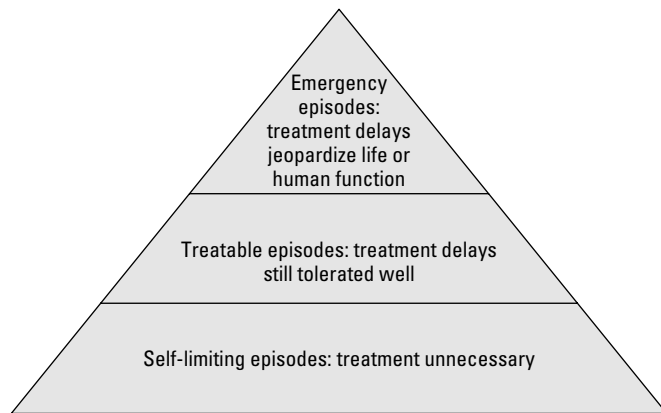 Emergency
episodes:
treatment delays
jeopardize life or
human function
Treatable episodes: treatment delays
still tolerated well
Self-limiting episodes: treatment unnecessary